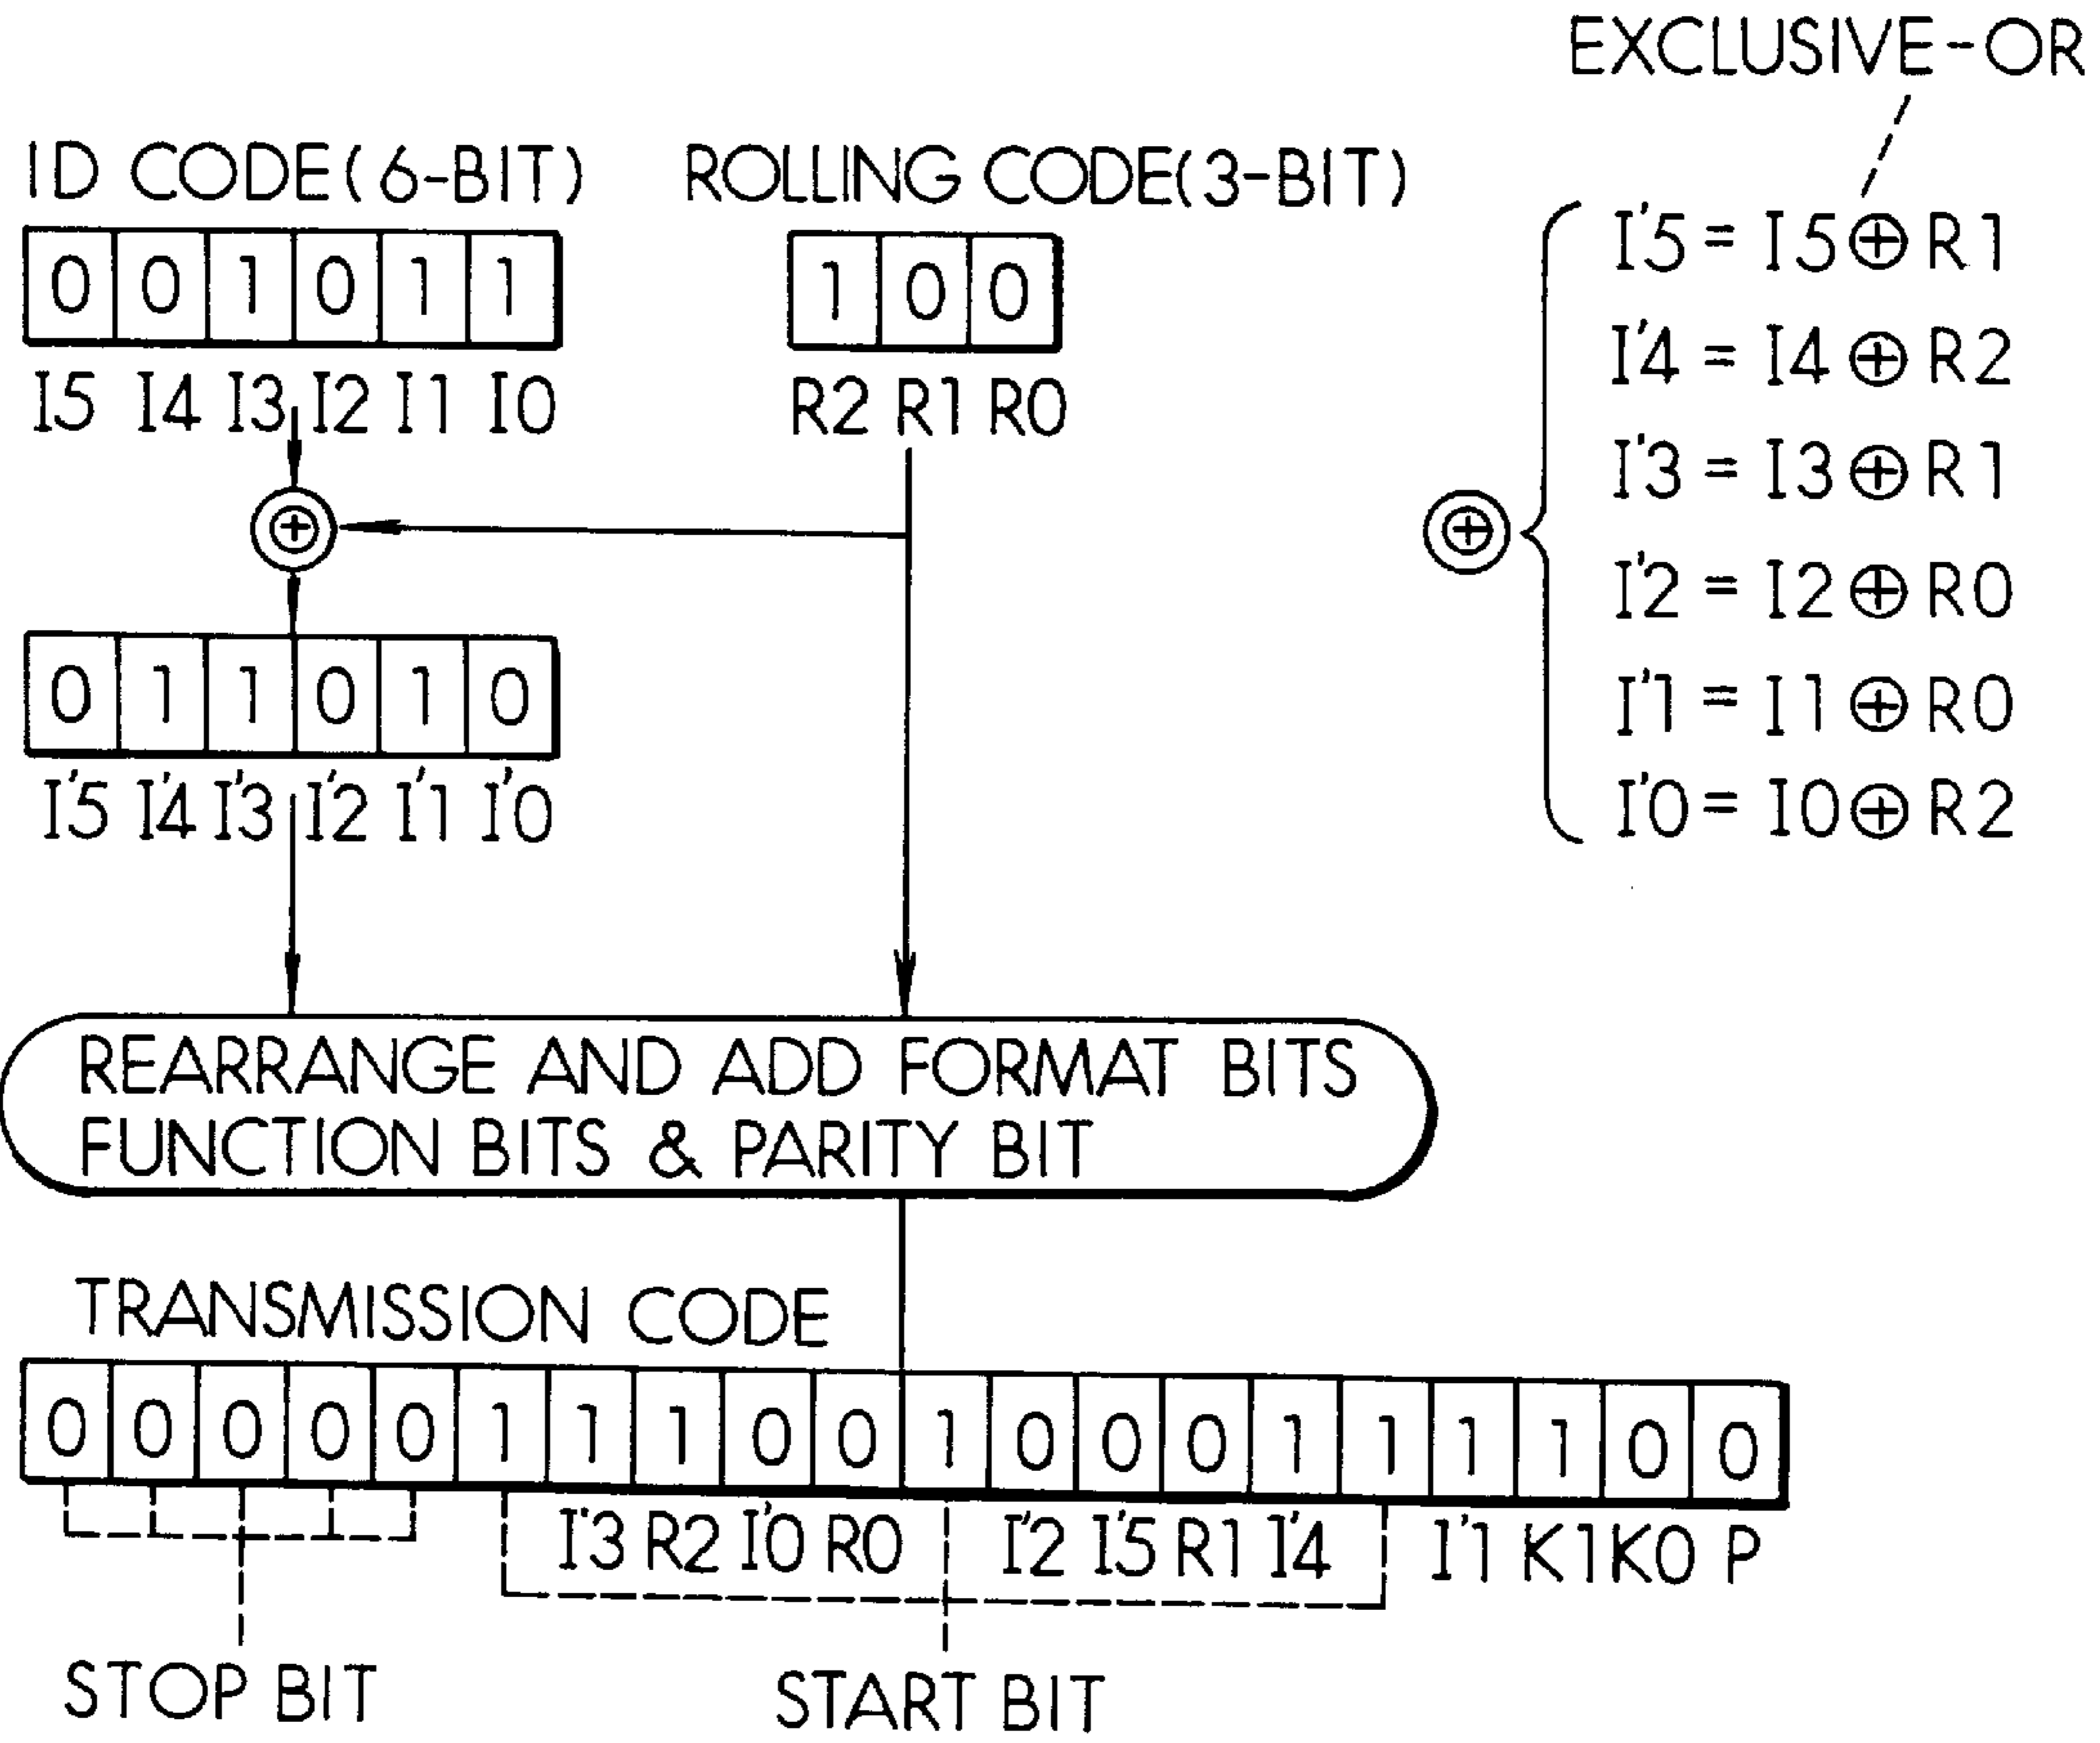 EXCLUSIVE-OR
ID CODE(6-BIT) ROLLING CODE(3-BIT)
0 0 1 0 1 1
1 0 0
I5 I4 I3 I2 I1 I0
R2 R1 R0
⊕
I'5 = I5 ⊕ R1
I'4 = I4 ⊕ R2
I'3 = I3 ⊕ R1
I'2 = I2 ⊕ R0
I'1 = I1 ⊕ R0
I'0 = I0 ⊕ R2
⊕
0 1 1 0 1 0
I'5 I'4 I'3 I'2 I'1 I'0
REARRANGE AND ADD FORMAT BITS
FUNCTION BITS & PARITY BIT
TRANSMISSION CODE
0 0 0 0 0 1 1 1 0 0 1 0 0 0 1 1 1 1 0 0
I'3 R2 I'0 R0 I'2 I'5 R1 I'4 I'1 K1 K0 P
STOP BIT START BIT